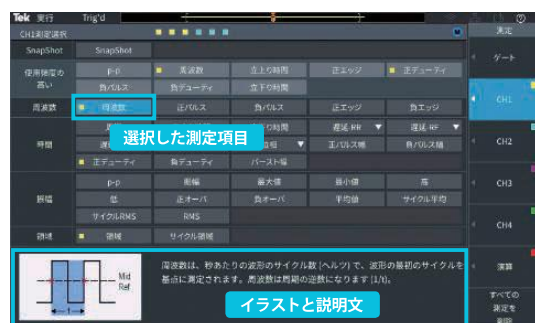 Tek 実行 Trig'd
CH1測定選択 測定
SnapShot SnapShot
ゲート
使用頻度の高い p-p 周波数 立上り時間 正エッジ 正デューティ
負パルス 負デューティ 立下り時間
CH1
周波数 周波数 正パルス 負パルス 正エッジ 負エッジ
選択した測定項目
り時間 遅延-RR 遅延-RF
時間 正パルス幅 負パルス幅
CH2
正デューティ 負デューティ バースト幅
p-p 振幅 最大値 最小値 高
CH3
振幅 低 正オーバ 負オーバ 平均値 サイクル平均
サイクルRMS RMS
CH4
領域 領域 サイクル領域
周波数は、秒あたりの波形のサイクル数 [ヘルツ] で、波形の最初のサイクルを
基点に測定されます。周波数は周期の逆数になります [1/t]。
Mid
Ref
演算
イラストと説明文
t
すべての
測定を
削除